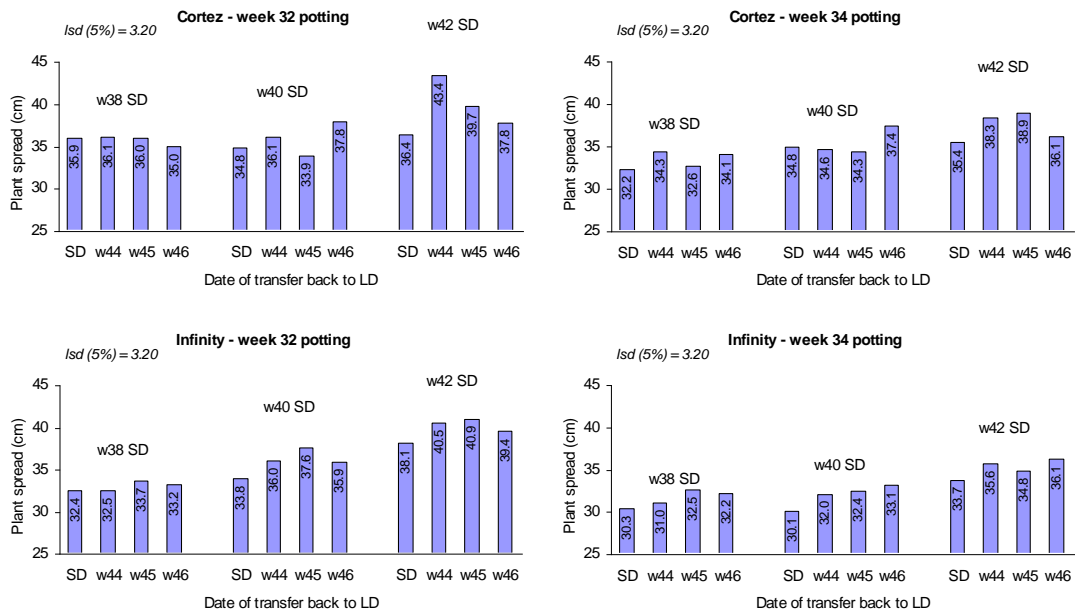 Cortez - week 32 potting
lsd (5%) = 3.20
w42 SD
w38 SD
w40 SD
Plant spread (cm)
45
40
35
30
25
35.9 36.1 36.0 35.0 34.8 36.1 33.9 37.8 36.4 43.4 39.7 37.8
SD w44 w45 w46 SD w44 w45 w46 SD w44 w45 w46
Date of transfer back to LD
Cortez - week 34 potting
lsd (5%) = 3.20
w42 SD
w40 SD
w38 SD
Plant spread (cm)
45
40
35
30
25
32.2 34.3 32.6 34.1 34.8 34.6 34.3 37.4 35.4 38.3 38.9 36.1
SD w44 w45 w46 SD w44 w45 w46 SD w44 w45 w46
Date of transfer back to LD
Infinity - week 32 potting
lsd (5%) = 3.20
w42 SD
w40 SD
w38 SD
Plant spread (cm)
45
40
35
30
25
32.4 32.5 33.7 33.2 33.8 36.0 37.6 35.9 38.1 40.5 40.9 39.4
SD w44 w45 w46 SD w44 w45 w46 SD w44 w45 w46
Date of transfer back to LD
Infinity - week 34 potting
lsd (5%) = 3.20
w42 SD
w40 SD
w38 SD
Plant spread (cm)
45
40
35
30
25
30.3 31.0 32.5 32.2 30.1 32.0 32.4 33.1 33.7 35.6 34.8 36.1
SD w44 w45 w46 SD w44 w45 w46 SD w44 w45 w46
Date of transfer back to LD